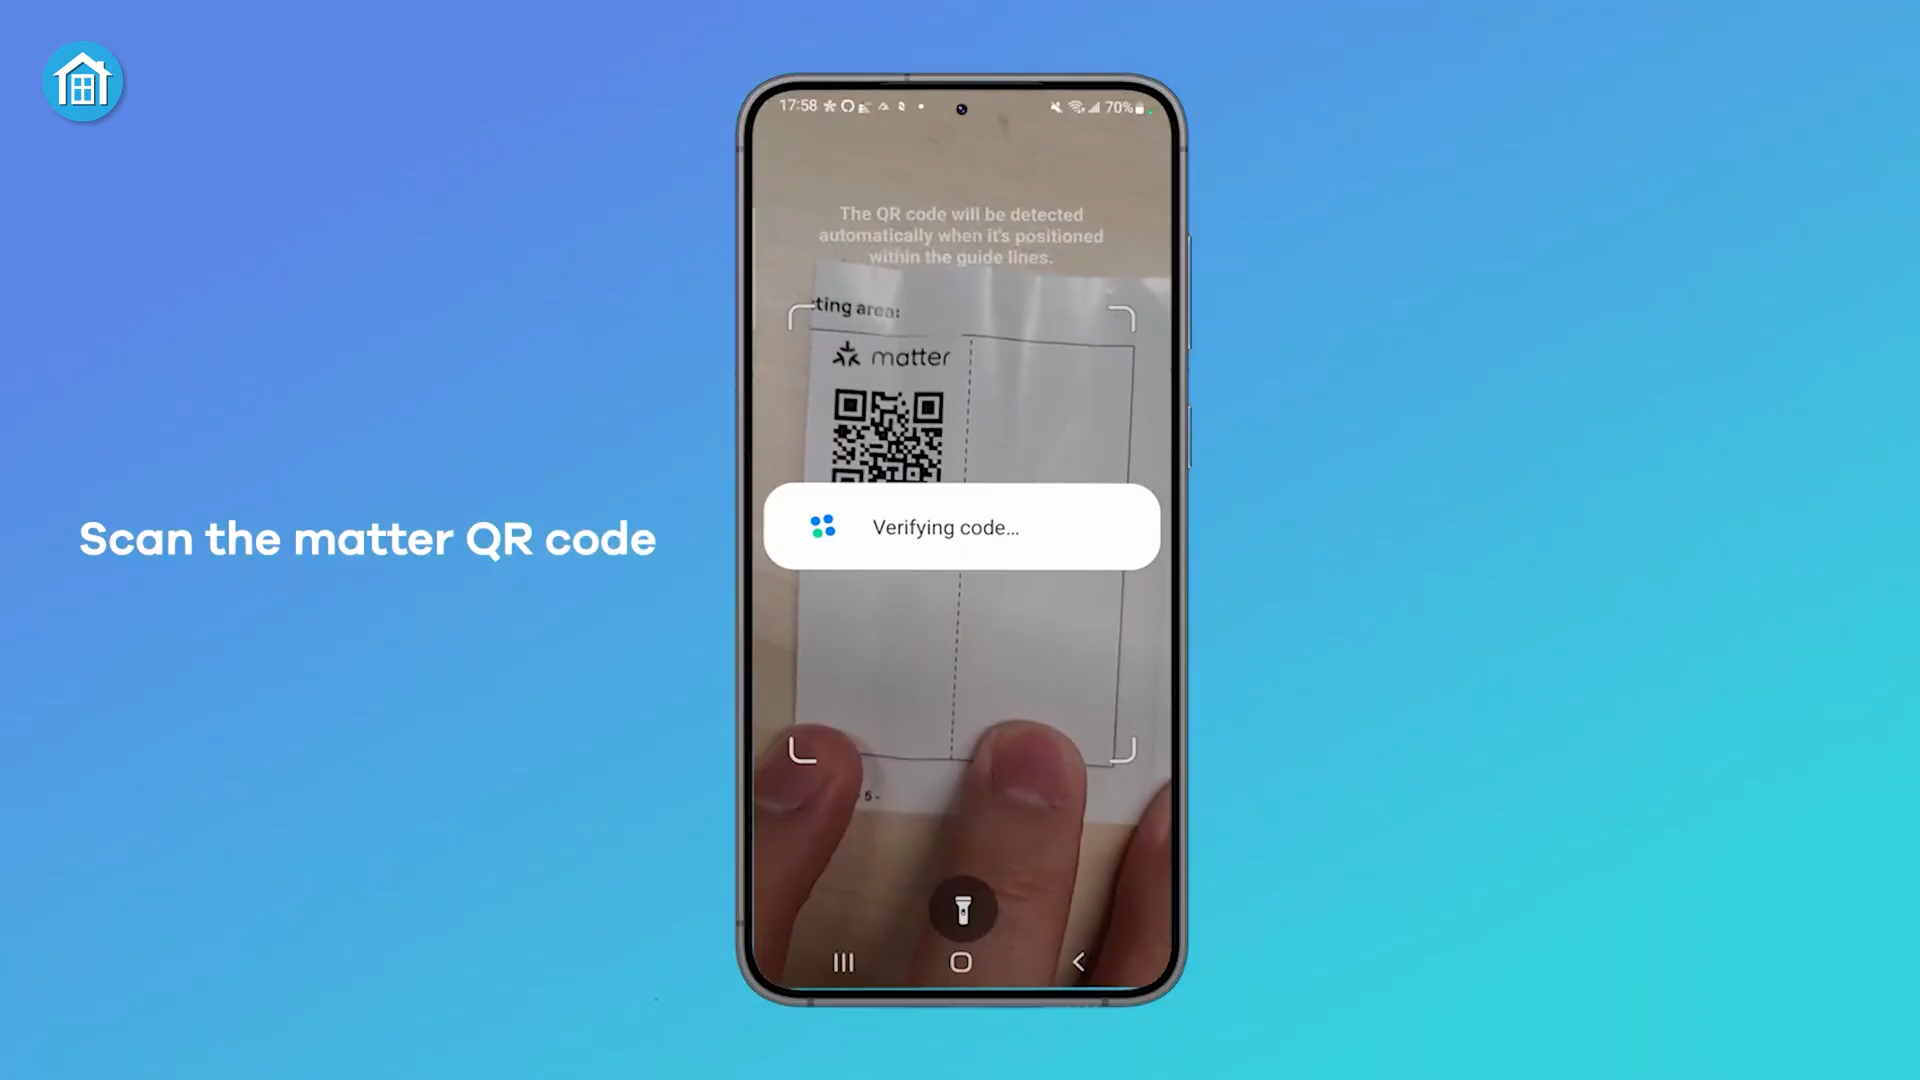 17:58
70%
The QR code will be detected
automatically when it's positioned
within the guide lines.
ting area:
matter
Scan the matter QR code
Verifying code...
- 5 -